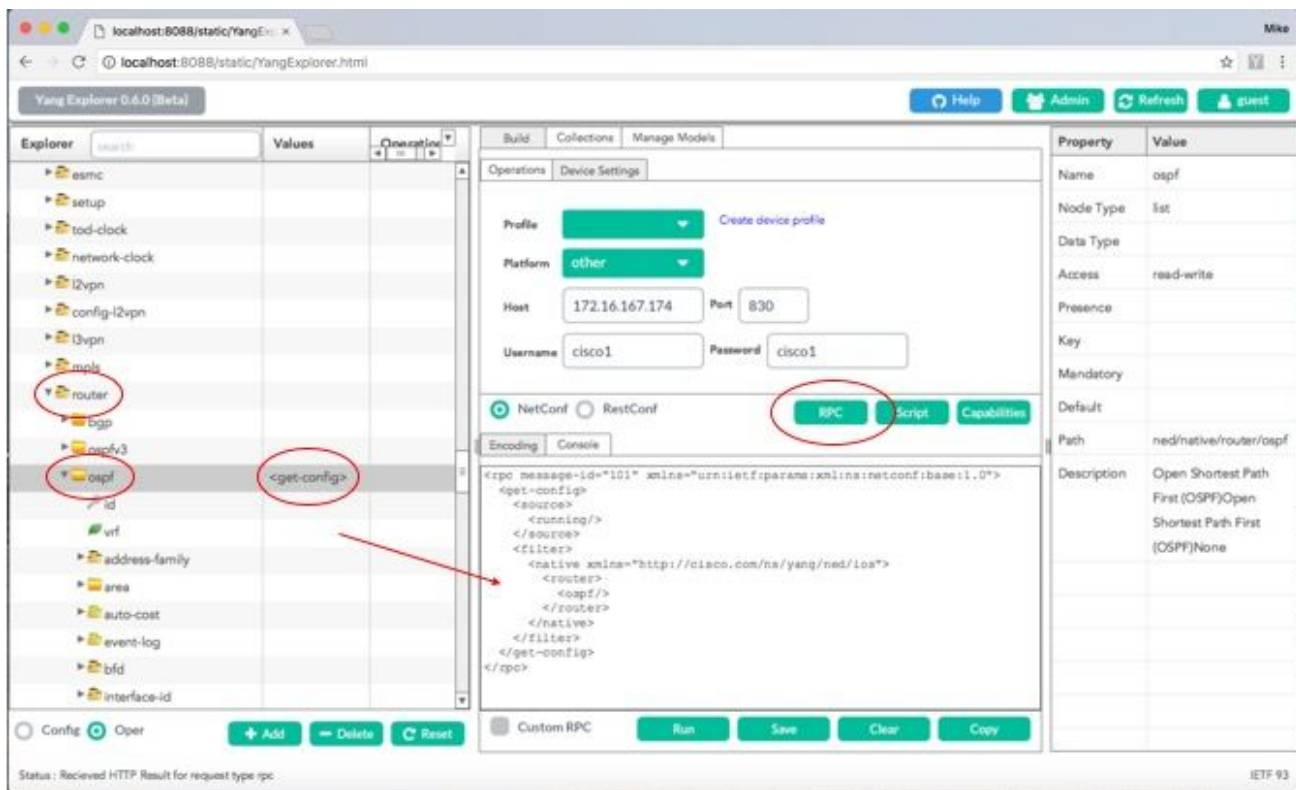 localhost:8088/static/YangEx
Mike
localhost:8088/static/YangExplorer.html
Yang Explorer 0.6.0 (Beta)
Help
Admin
Refresh
guest
Explorer
search
Values
Operation
esmc
setup
tod-clock
network-clock
l2vpn
config-l2vpn
l3vpn
mpls
router
bgp
ospfv3
ospf
<get-config>
id
vrf
address-family
area
auto-cost
event-log
bfd
interface-id
Config
Oper
Add
Delete
Reset
Build
Collections
Manage Models
Operations
Device Settings
Profile
Create device profile
Platform
other
Host
172.16.167.174
Port
830
Username
cisco1
Password
cisco1
NetConf
RestConf
RPC
Script
Capabilities
Encoding
Console
<rpc message-id="101" xmlns="urn:ietf:params:xml:ns:netconf:base:1.0">
<get-config>
<source>
<running/>
</source>
<filter>
<native xmlns="http://cisco.com/ns/yang/ned/ios">
<router>
<ospf/>
</router>
</native>
</filter>
</get-config>
</rpc>
Custom RPC
Run
Save
Clear
Copy
Property
Value
Name
ospf
Node Type
list
Data Type
Access
read-write
Presence
Key
Mandatory
Default
Path
ned/native/router/ospf
Description
Open Shortest Path
First (OSPF)Open
Shortest Path First
(OSPF)None
Status : Recieved HTTP Result for request type rpc
IETF 93